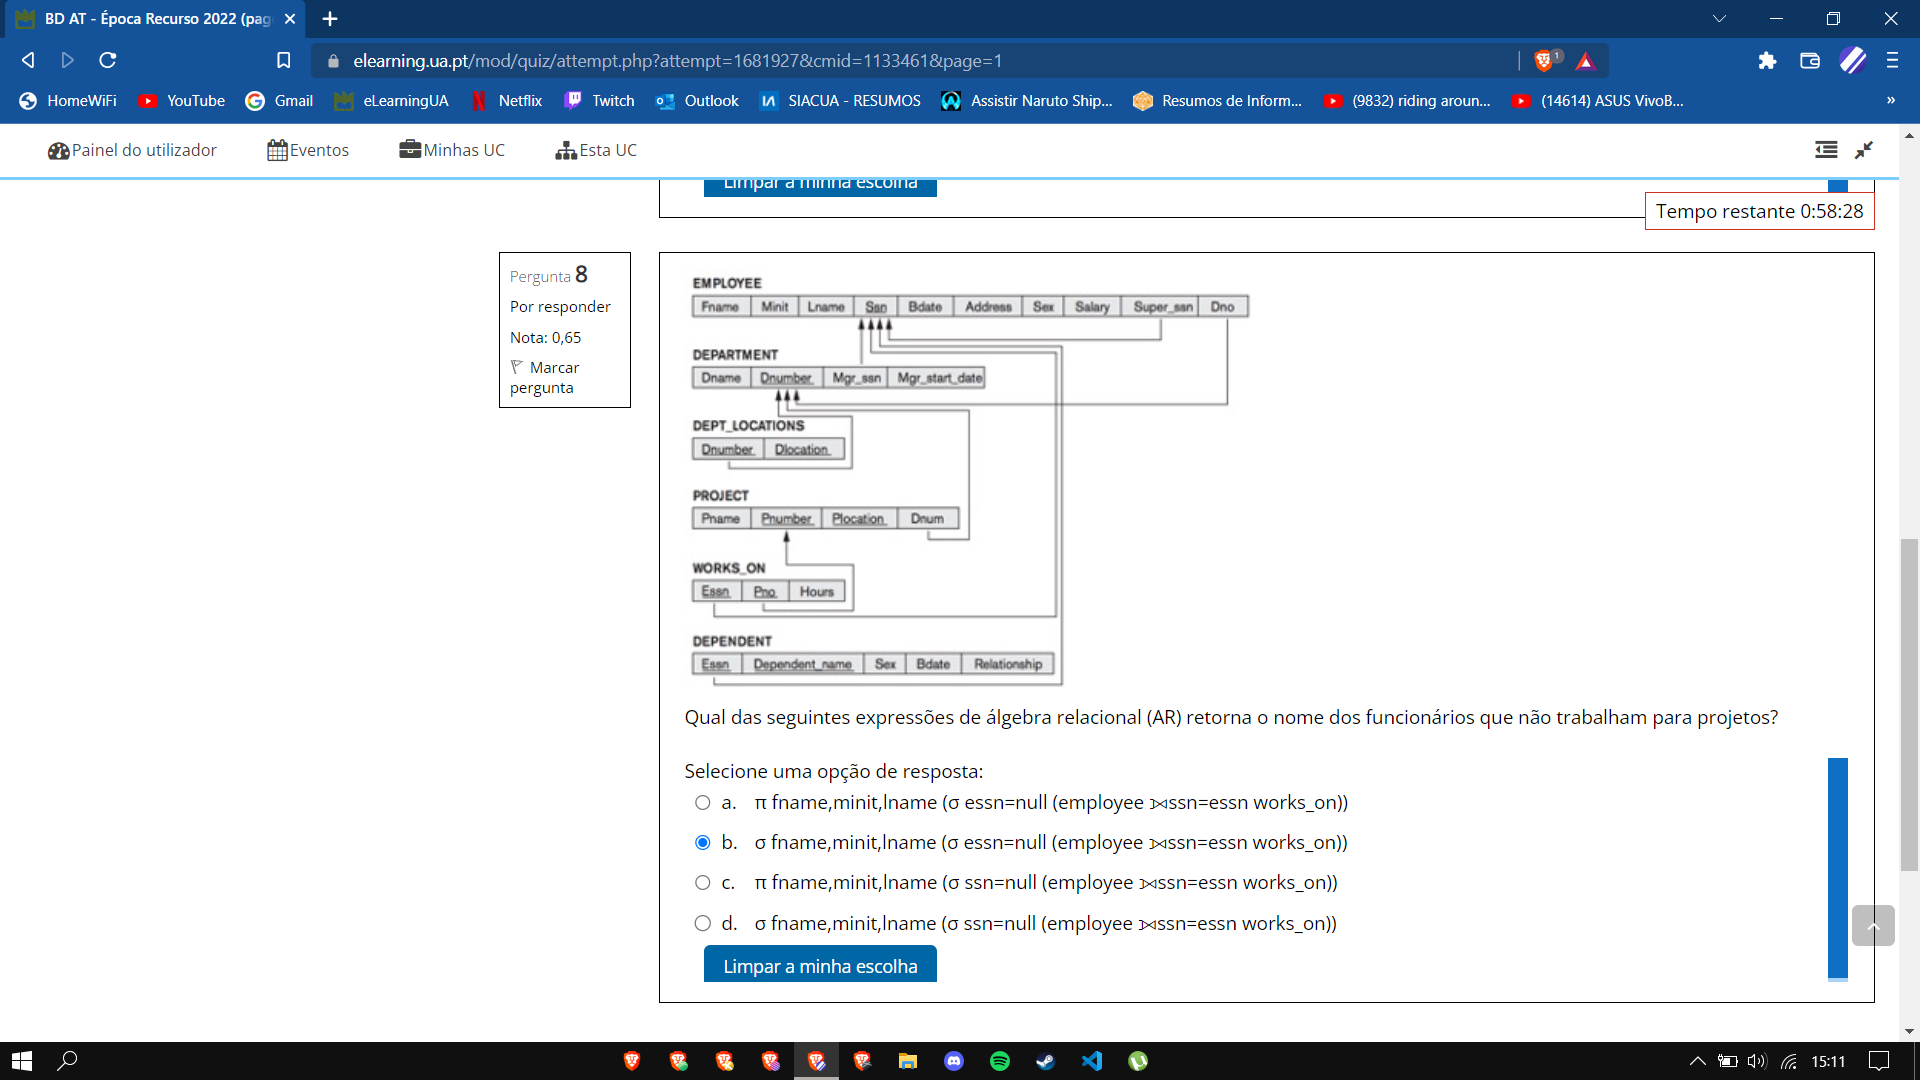 BD AT - Época Recurso 2022 (pag
elearning.ua.pt/mod/quiz/attempt.php?attempt=1681927&cmid=1133461&page=1
1
HomeWiFi YouTube Gmail eLearningUA Netflix Twitch Outlook SIACUA - RESUMOS Assistir Naruto Ship... Resumos de Inform... (9832) riding aroun... (14614) ASUS VivoB... »
Painel do utilizador Eventos Minhas UC Esta UC
Limpar a minha escolha
Tempo restante 0:58:28
Pergunta 8
Por responder
Nota: 0,65
Marcar
pergunta
EMPLOYEE
Fname Minit Lname Ssn Bdate Address Sex Salary Super_ssn Dno
DEPARTMENT
Dname Dnumber Mgr_ssn Mgr_start_date
DEPT_LOCATIONS
Dnumber Dlocation
PROJECT
Pname Pnumber Plocation Dnum
WORKS_ON
Essn Pno Hours
DEPENDENT
Essn Dependent_name Sex Bdate Relationship
Qual das seguintes expressões de álgebra relacional (AR) retorna o nome dos funcionários que não trabalham para projetos?
Selecione uma opção de resposta:
a. π fname,minit,lname (σ essn=null (employee ⟕ssn=essn works_on))
b. σ fname,minit,lname (σ essn=null (employee ⟕ssn=essn works_on))
c. π fname,minit,lname (σ ssn=null (employee ⟕ssn=essn works_on))
d. σ fname,minit,lname (σ ssn=null (employee ⟕ssn=essn works_on))
Limpar a minha escolha
15:11